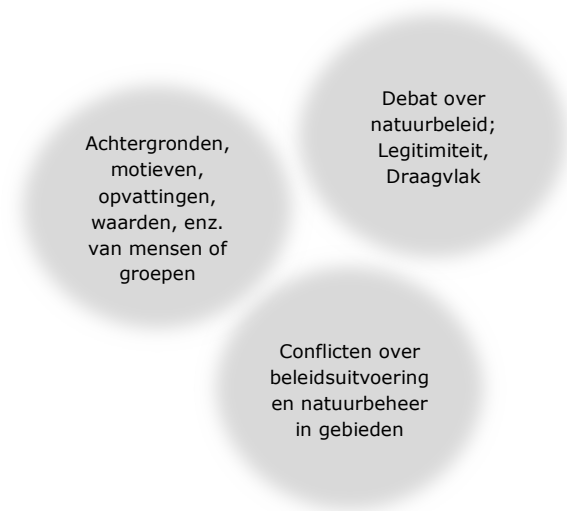 Achtergronden,
motieven,
opvattingen,
waarden, enz.
van mensen of
groepen
Debat over
natuurbeleid;
Legitimiteit,
Draagvlak
Conflicten over
beleidsuitvoering
en natuurbeheer
in gebieden